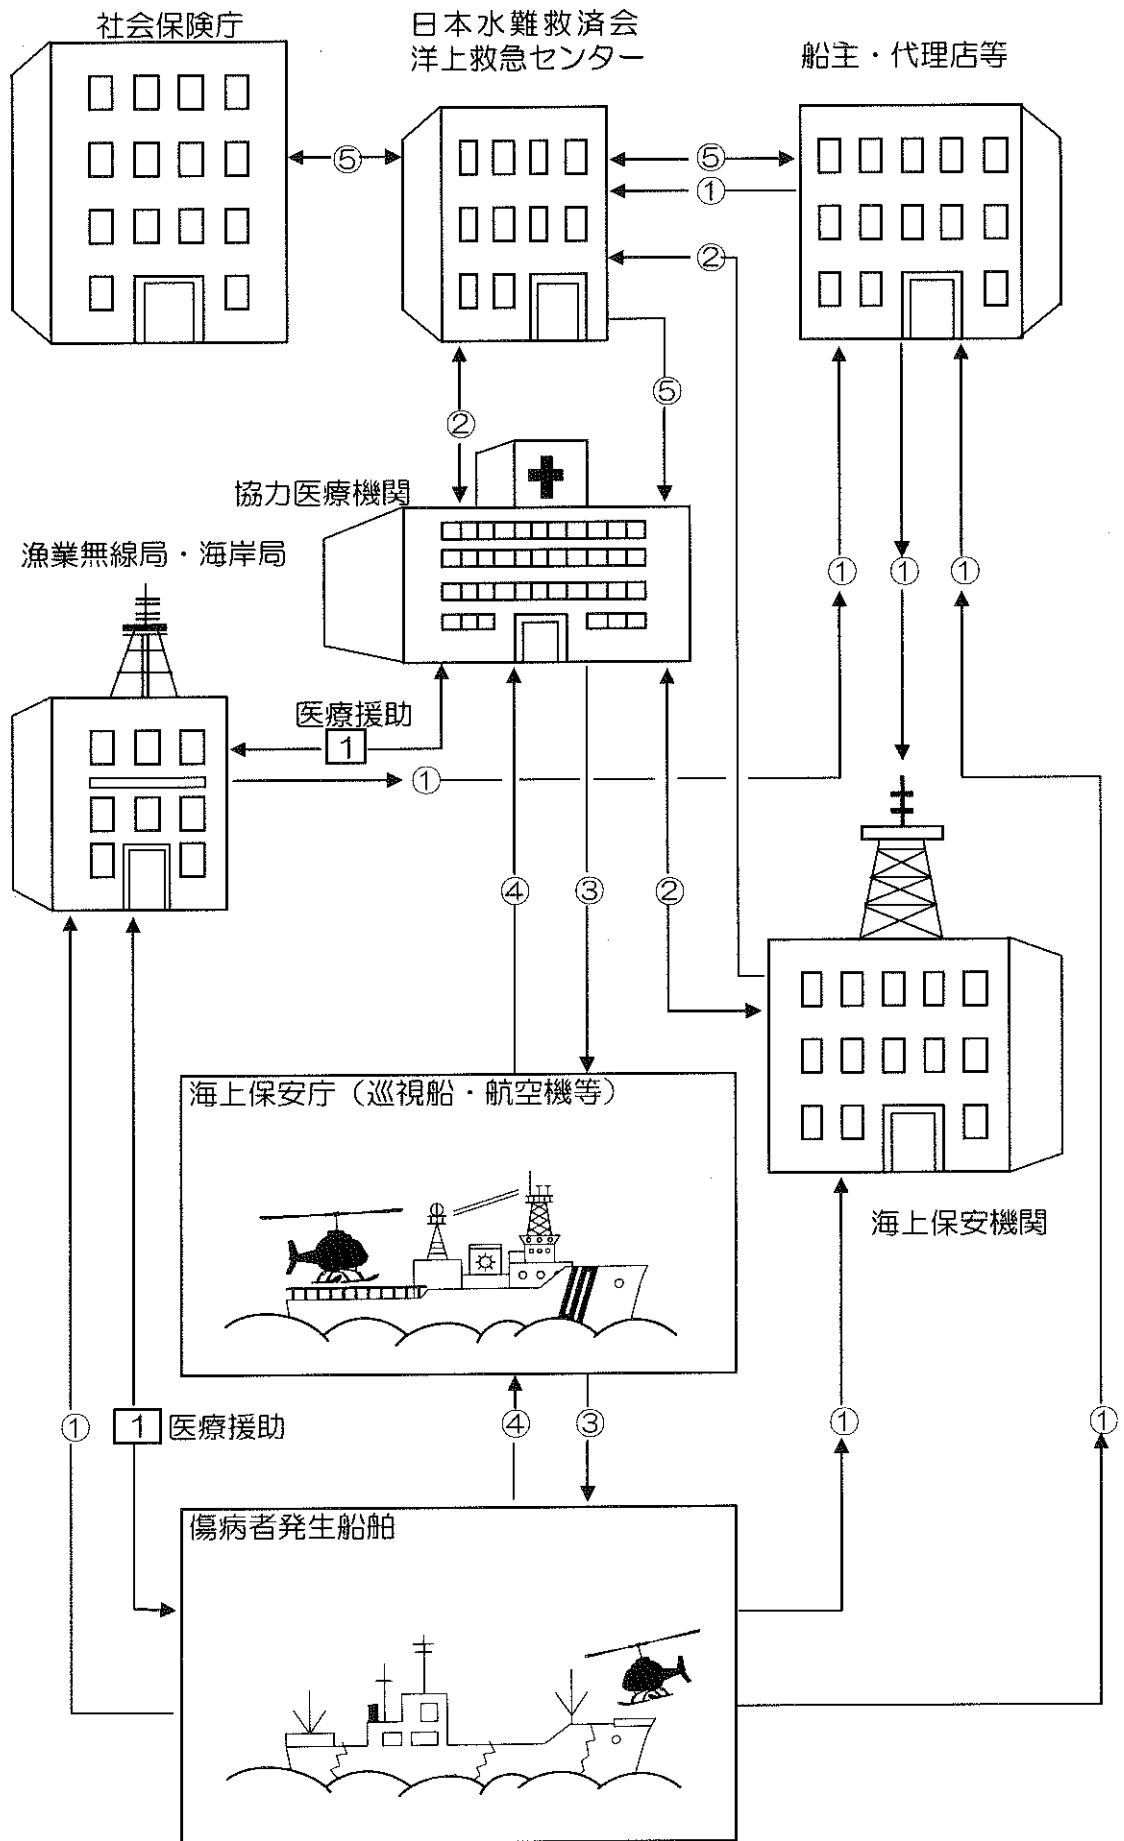 社会保険庁
日本水難救済会
洋上救急センター
船主・代理店等
⑤
⑤
①
②
②
⑤
協力医療機関
漁業無線局・海岸局
①
①
①
医療援助
1
①
④
③
②
海上保安庁（巡視船・航空機等）
海上保安機関
①
1
医療援助
④
③
①
①
傷病者発生船舶